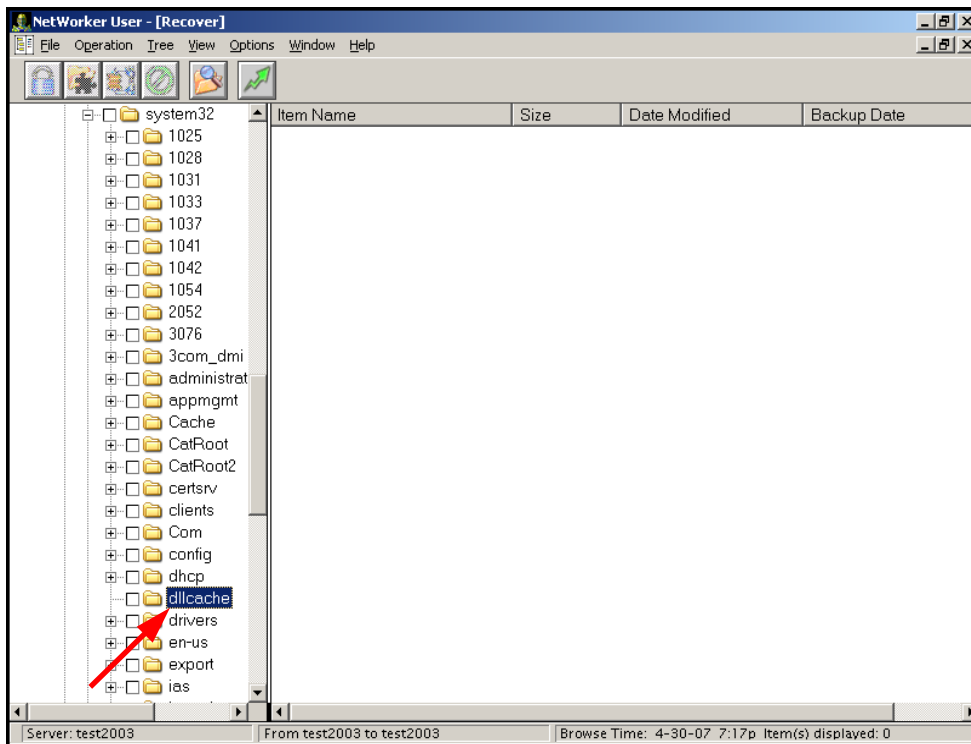 NetWorker User - [Recover]
File Operation Tree View Options Window Help
system32
Item Name Size Date Modified Backup Date
1025
1028
1031
1033
1037
1041
1042
1054
2052
3076
3com_dmi
administrat
appmgmt
Cache
CatRoot
CatRoot2
certsrv
clients
Com
config
dhcp
dllcache
drivers
en-us
export
ias
Server: test2003 From test2003 to test2003 Browse Time: 4-30-07 7:17p Item(s) displayed: 0